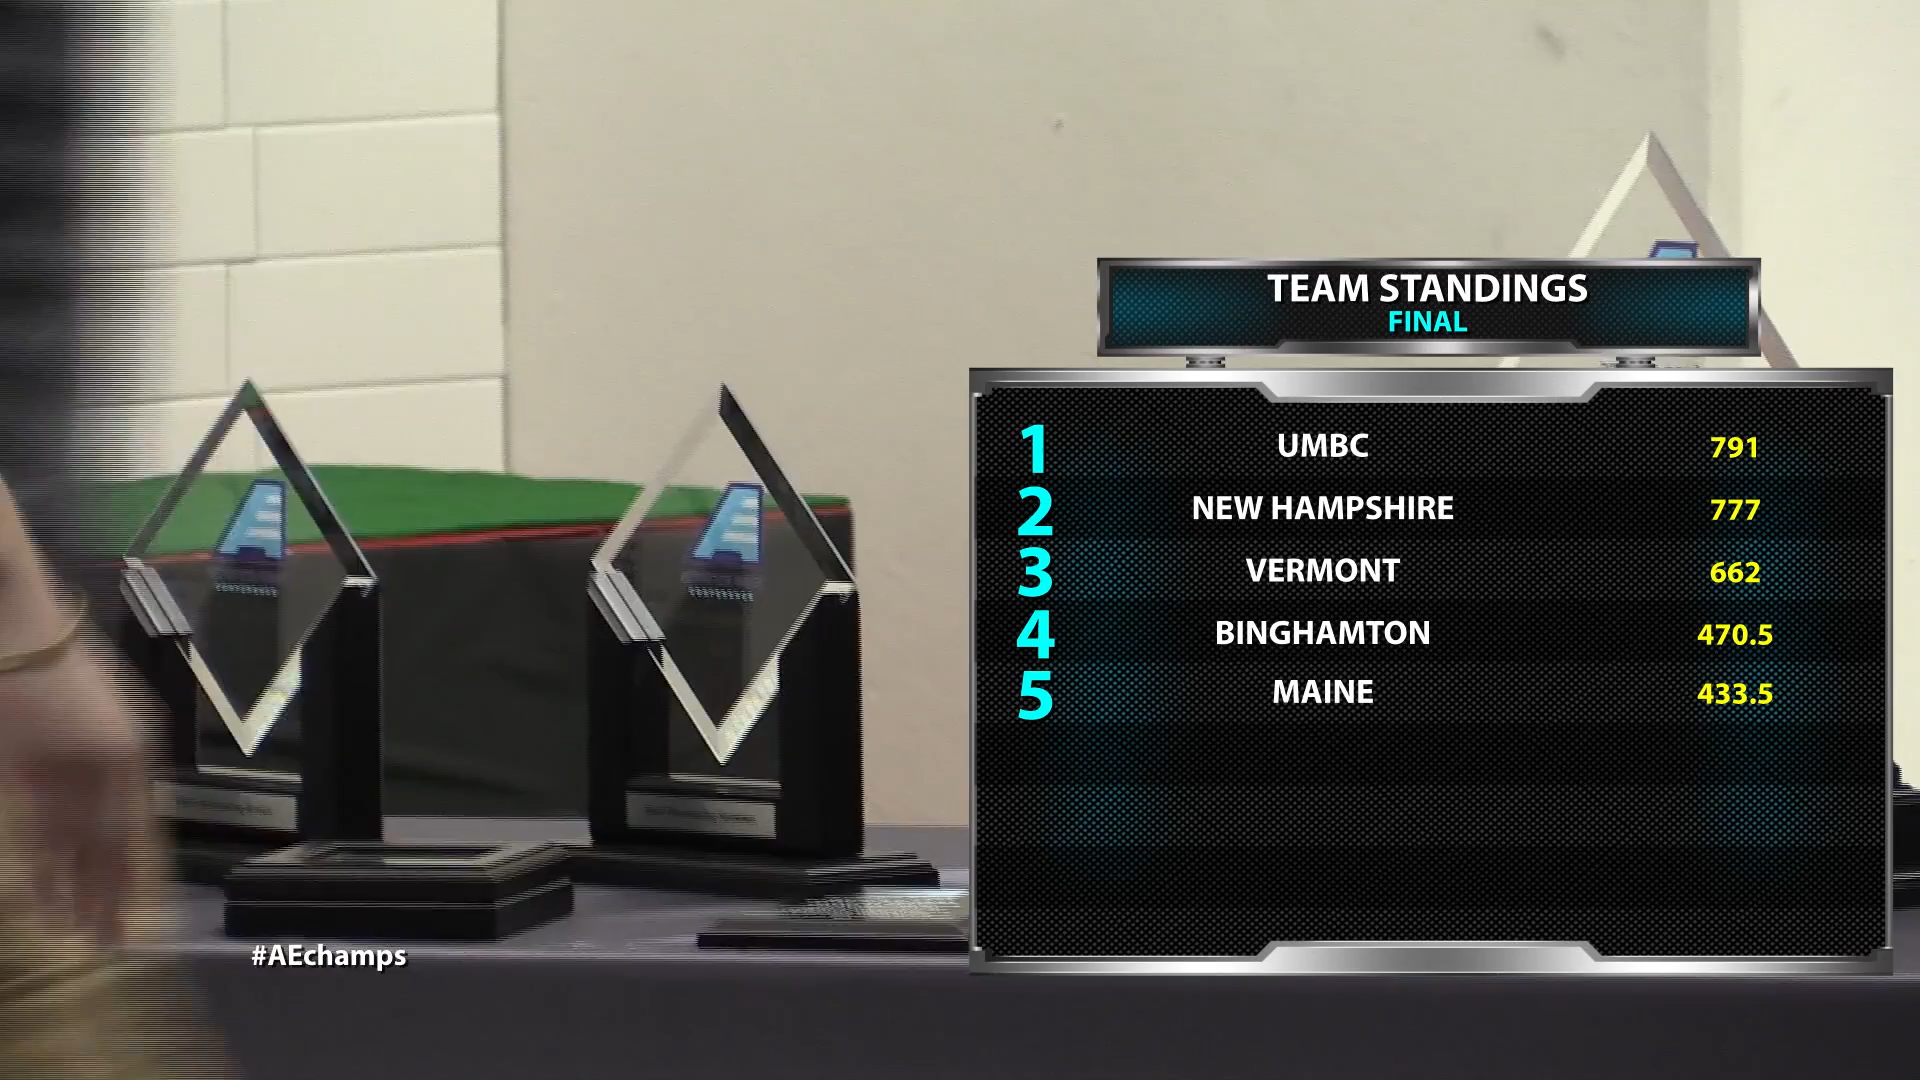 TEAM STANDINGS
FINAL
1 UMBC 791
2 NEW HAMPSHIRE 777
3 VERMONT 662
4 BINGHAMTON 470.5
5 MAINE 433.5
#AEchamps